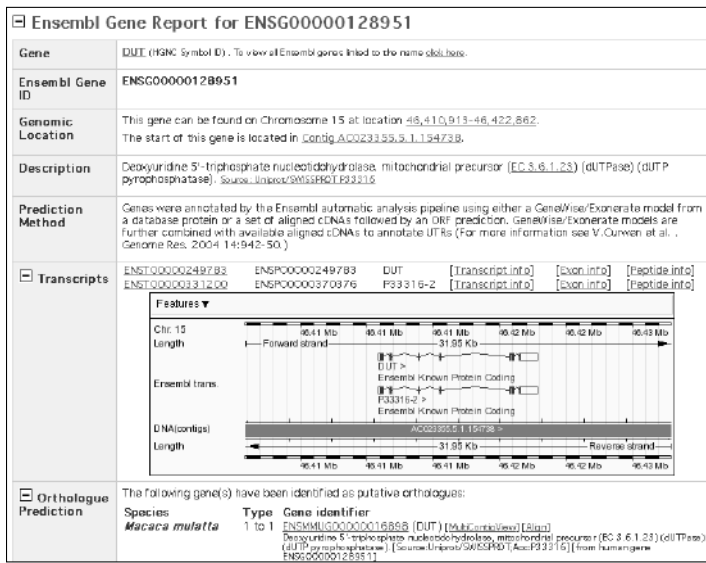 Ensembl Gene Report for ENSG00000128951
Gene DUT (HGNC Symbol ID). To view all Ensembl genes linked to the name click here.
Ensembl Gene ENSG00000128951
ID
Genomic This gene can be found on Chromosome 15 at location 46,410,913-46,422,862.
Location The start of this gene is located in Contig AC023355.5.1.154738.
Description Deoxyuridine 5'-triphosphate nucleotidohydrolase, mitochondrial precursor (EC 3.6.1.23) (dUTPase) (dUTP
pyrophosphatase). Source: Uniprot/SWISSPROT P33316
Prediction Genes were annotated by the Ensembl automatic analysis pipeline using either a GeneWise/Exonerate model from
Method a database protein or a set of aligned cDNAs followed by an ORF prediction. GeneWise/Exonerate models are
further combined with available aligned cDNAs to annotate UTRs (For more information see V.Curwen et al.,
Genome Res. 2004 14:942-50.)
Transcripts ENST00000249783 ENSP00000249783 DUT [Transcript info] [Exon info] [Peptide info]
ENST00000331200 ENSP00000370376 P33316-2 [Transcript info] [Exon info] [Peptide info]
Features ▼
Chr. 15 46.41 Mb 46.41 Mb 46.41 Mb 46.42 Mb 46.42 Mb 46.43 Mb
Length Forward strand 31.95 Kb
DUT >
Ensembl Known Protein Coding
Ensembl trans.
P33316-2 >
Ensembl Known Protein Coding
DNA(contigs) AC023355.5.1.154738 >
Length 31.95 Kb Reverse strand
46.41 Mb 46.41 Mb 46.41 Mb 46.42 Mb 46.42 Mb 46.43 Mb
Orthologue The following gene(s) have been identified as putative orthologues:
Prediction
Species Type Gene identifier
Macaca mulatta 1 to 1 ENSMMUG00000016898 (DUT) [MultiContigView] [Align]
Deoxyuridine 5'-triphosphate nucleotidohydrolase, mitochondrial precursor (EC 3.6.1.23) (dUTPase)
(dUTP pyrophosphatase). [Source:Uniprot/SWISSPROT;Acc:P33316] [from human gene
ENSG00000128951]